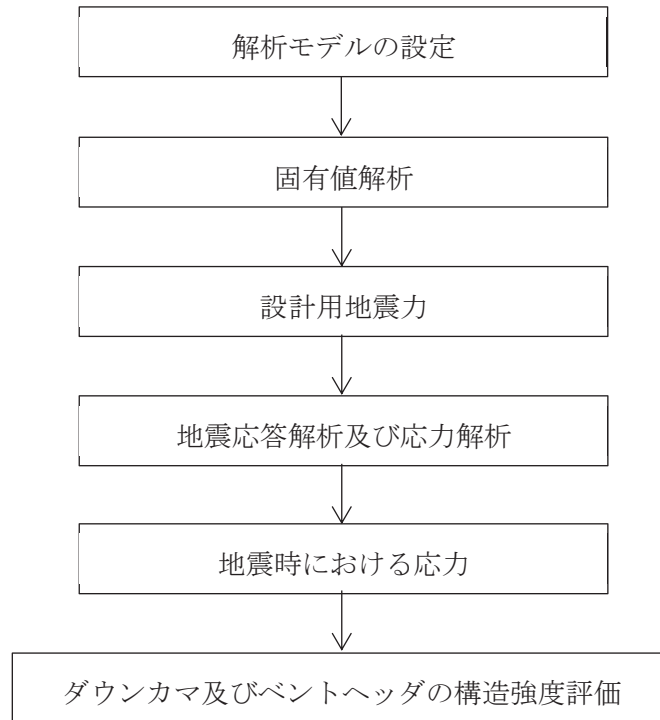 解析モデルの設定
固有値解析
設計用地震力
地震応答解析及び応力解析
地震時における応力
ダウンカマ及びベントヘッダの構造強度評価